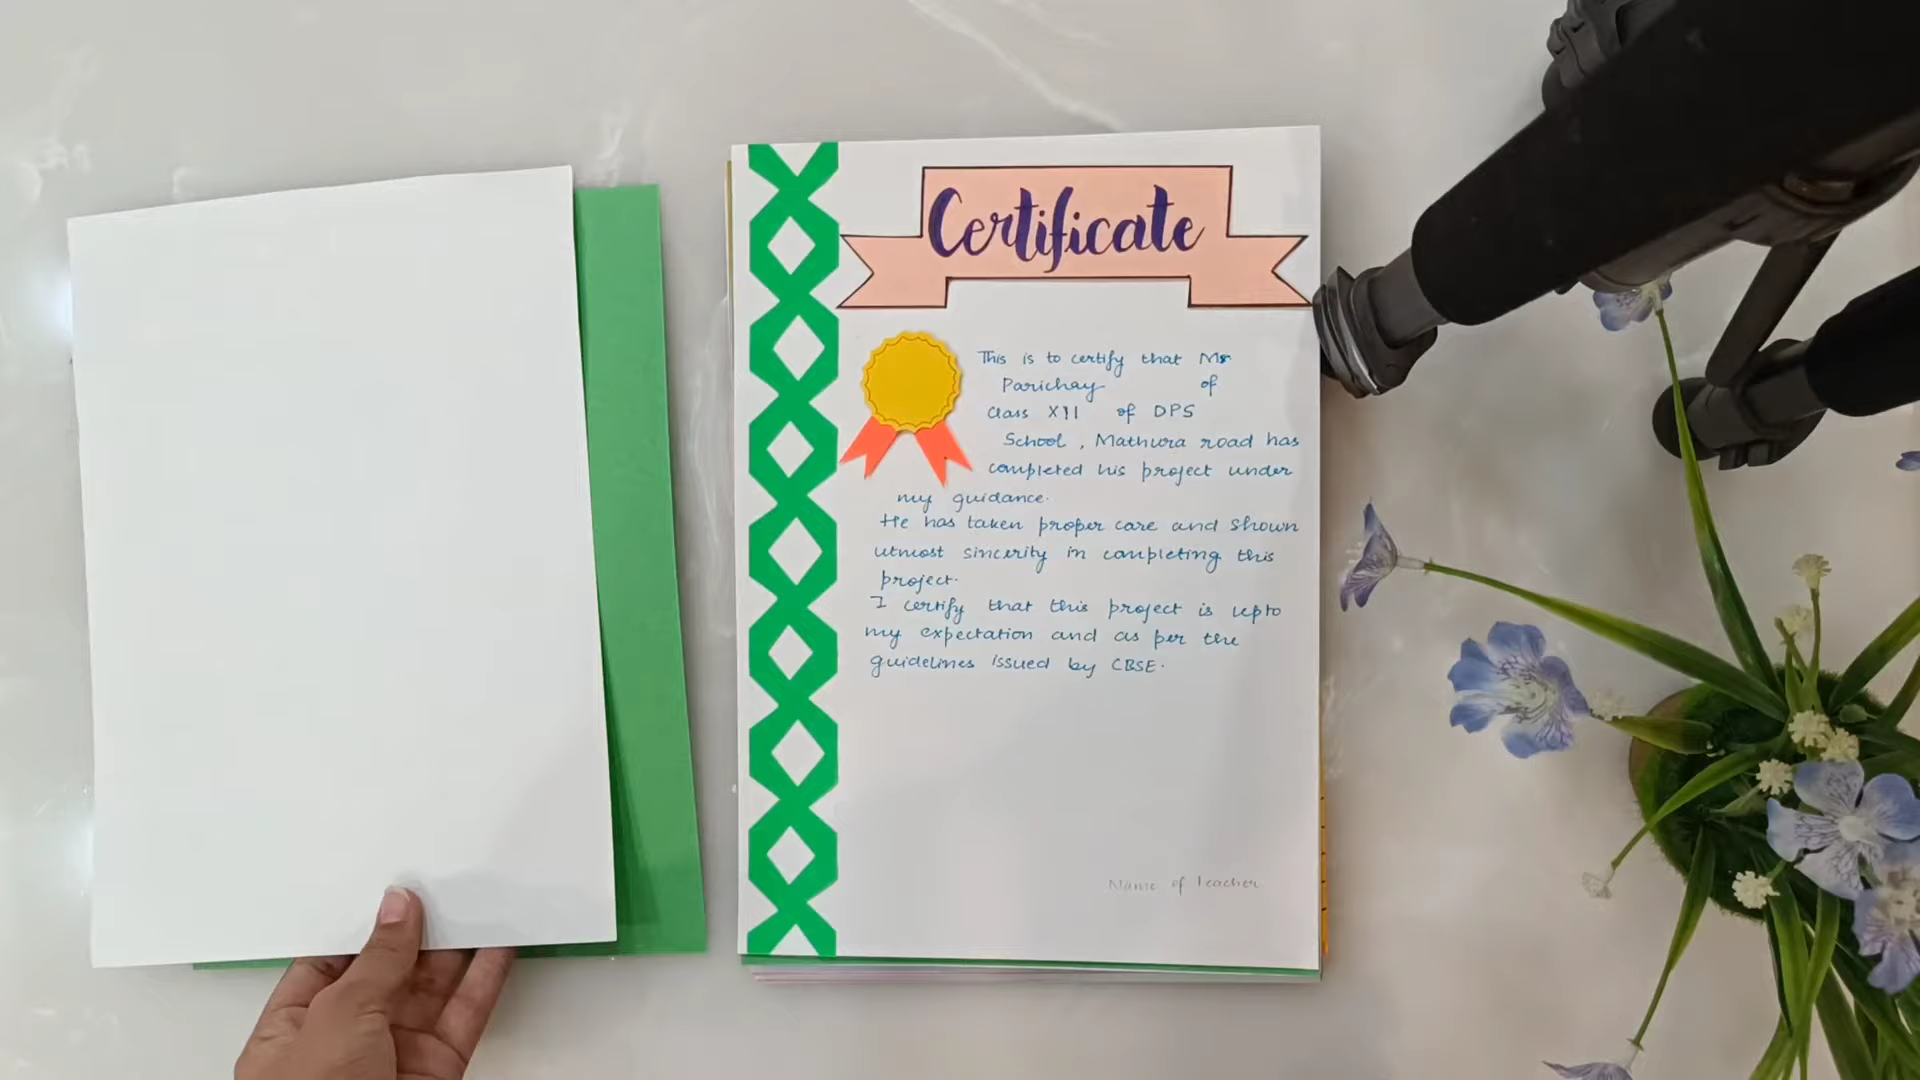 Certificate
This is to certify that Mr
Parichay of
Class XII of DPS
School, Mathura road has
completed his project under
my guidance.
He has taken proper care and shown
utmost sincerity in completing this
project.
I certify that this project is upto
my expectation and as per the
guidelines issued by CBSE.
Name of Teacher